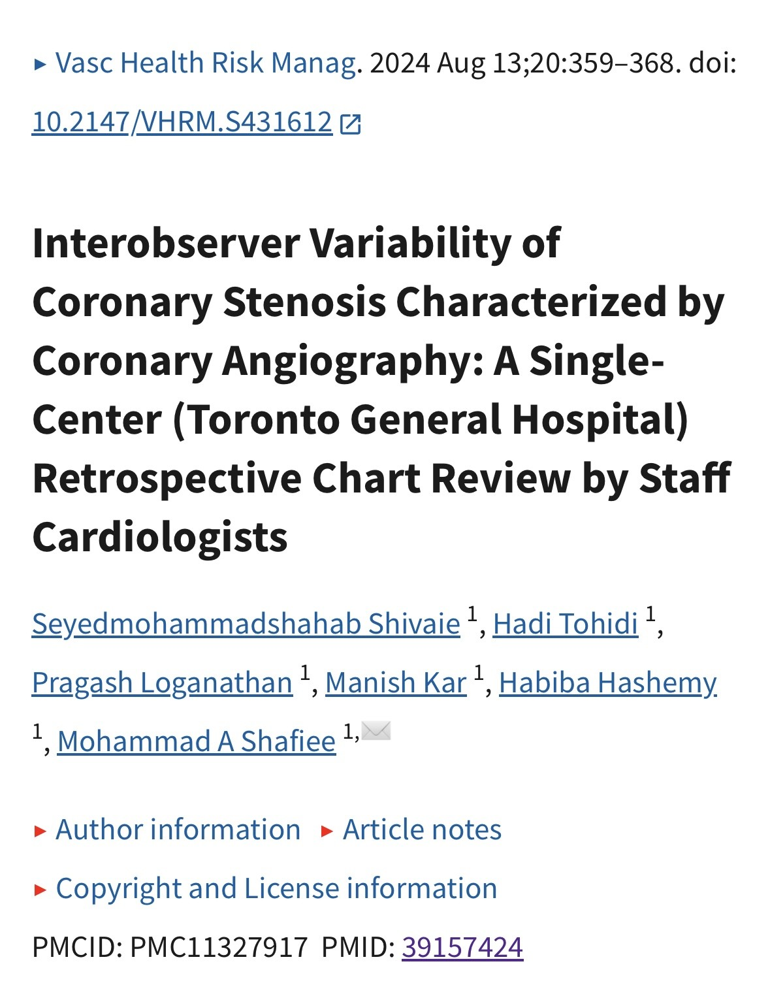 ▸ Vasc Health Risk Manag. 2024 Aug 13;20:359–368. doi:
10.2147/VHRM.S431612
Interobserver Variability of
Coronary Stenosis Characterized by
Coronary Angiography: A Single-
Center (Toronto General Hospital)
Retrospective Chart Review by Staff
Cardiologists
Seyedmohammadshahab Shivaie 1, Hadi Tohidi 1,
Pragash Loganathan 1, Manish Kar 1, Habiba Hashemy
1, Mohammad A Shafiee 1,
▸ Author information ▸ Article notes
▸ Copyright and License information
PMCID: PMC11327917 PMID: 39157424